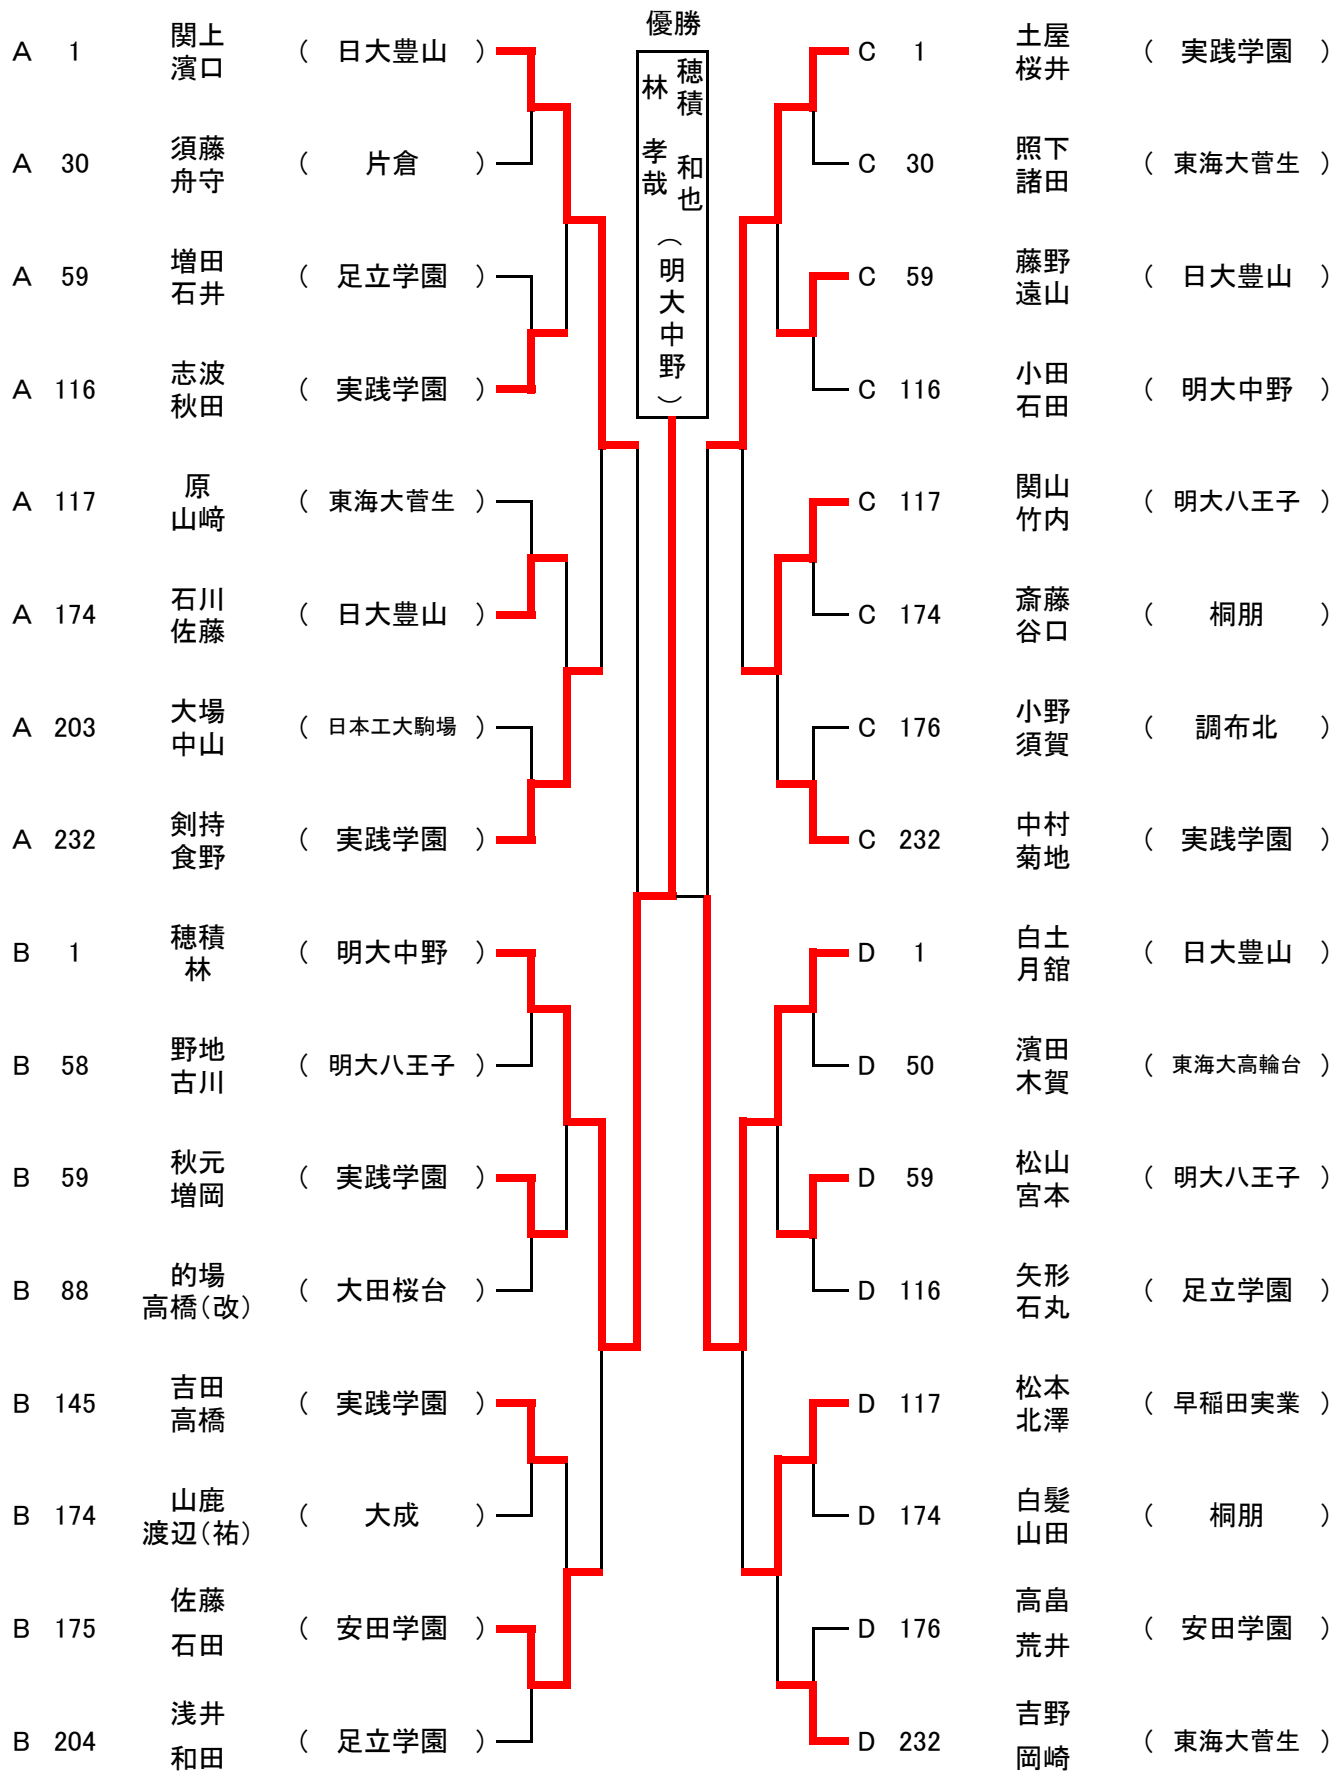 優勝
穂積 和也
林 孝哉
（明大中野）
A 1 関上 濱口 （ 日大豊山 ）
A 30 須藤 舟守 （ 片倉 ）
A 59 増田 石井 （ 足立学園 ）
A 116 志波 秋田 （ 実践学園 ）
A 117 原 山﨑 （ 東海大菅生 ）
A 174 石川 佐藤 （ 日大豊山 ）
A 203 大場 中山 （ 日本工大駒場 ）
A 232 剣持 食野 （ 実践学園 ）
B 1 穂積 林 （ 明大中野 ）
B 58 野地 古川 （ 明大八王子 ）
B 59 秋元 増岡 （ 実践学園 ）
B 88 的場 高橋（改） （ 大田桜台 ）
B 145 吉田 高橋 （ 実践学園 ）
B 174 山鹿 渡辺（祐） （ 大成 ）
B 175 佐藤 石田 （ 安田学園 ）
B 204 浅井 和田 （ 足立学園 ）
C 1 土屋 桜井 （ 実践学園 ）
C 30 照下 諸田 （ 東海大菅生 ）
C 59 藤野 遠山 （ 日大豊山 ）
C 116 小田 石田 （ 明大中野 ）
C 117 関山 竹内 （ 明大八王子 ）
C 174 斎藤 谷口 （ 桐朋 ）
C 176 小野 須賀 （ 調布北 ）
C 232 中村 菊地 （ 実践学園 ）
D 1 白土 月舘 （ 日大豊山 ）
D 50 濱田 木賀 （ 東海大高輪台 ）
D 59 松山 宮本 （ 明大八王子 ）
D 116 矢形 石丸 （ 足立学園 ）
D 117 松本 北澤 （ 早稲田実業 ）
D 174 白髪 山田 （ 桐朋 ）
D 176 高畠 荒井 （ 安田学園 ）
D 232 吉野 岡崎 （ 東海大菅生 ）